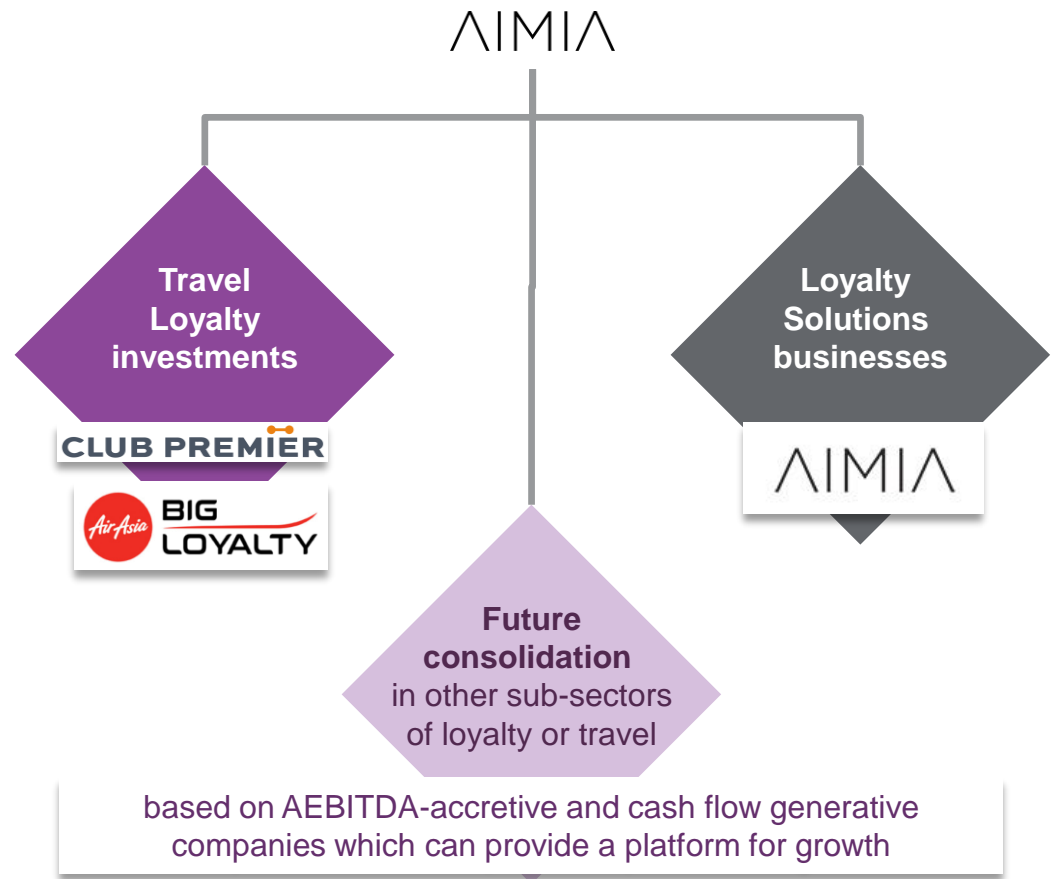 AIMIA
Travel
Loyalty
investments
CLUB PREMIER
AirAsia
BIG
LOYALTY
Loyalty
Solutions
businesses
AIMIA
Future
consolidation
in other sub-sectors
of loyalty or travel
based on AEBITDA-accretive and cash flow generative
companies which can provide a platform for growth